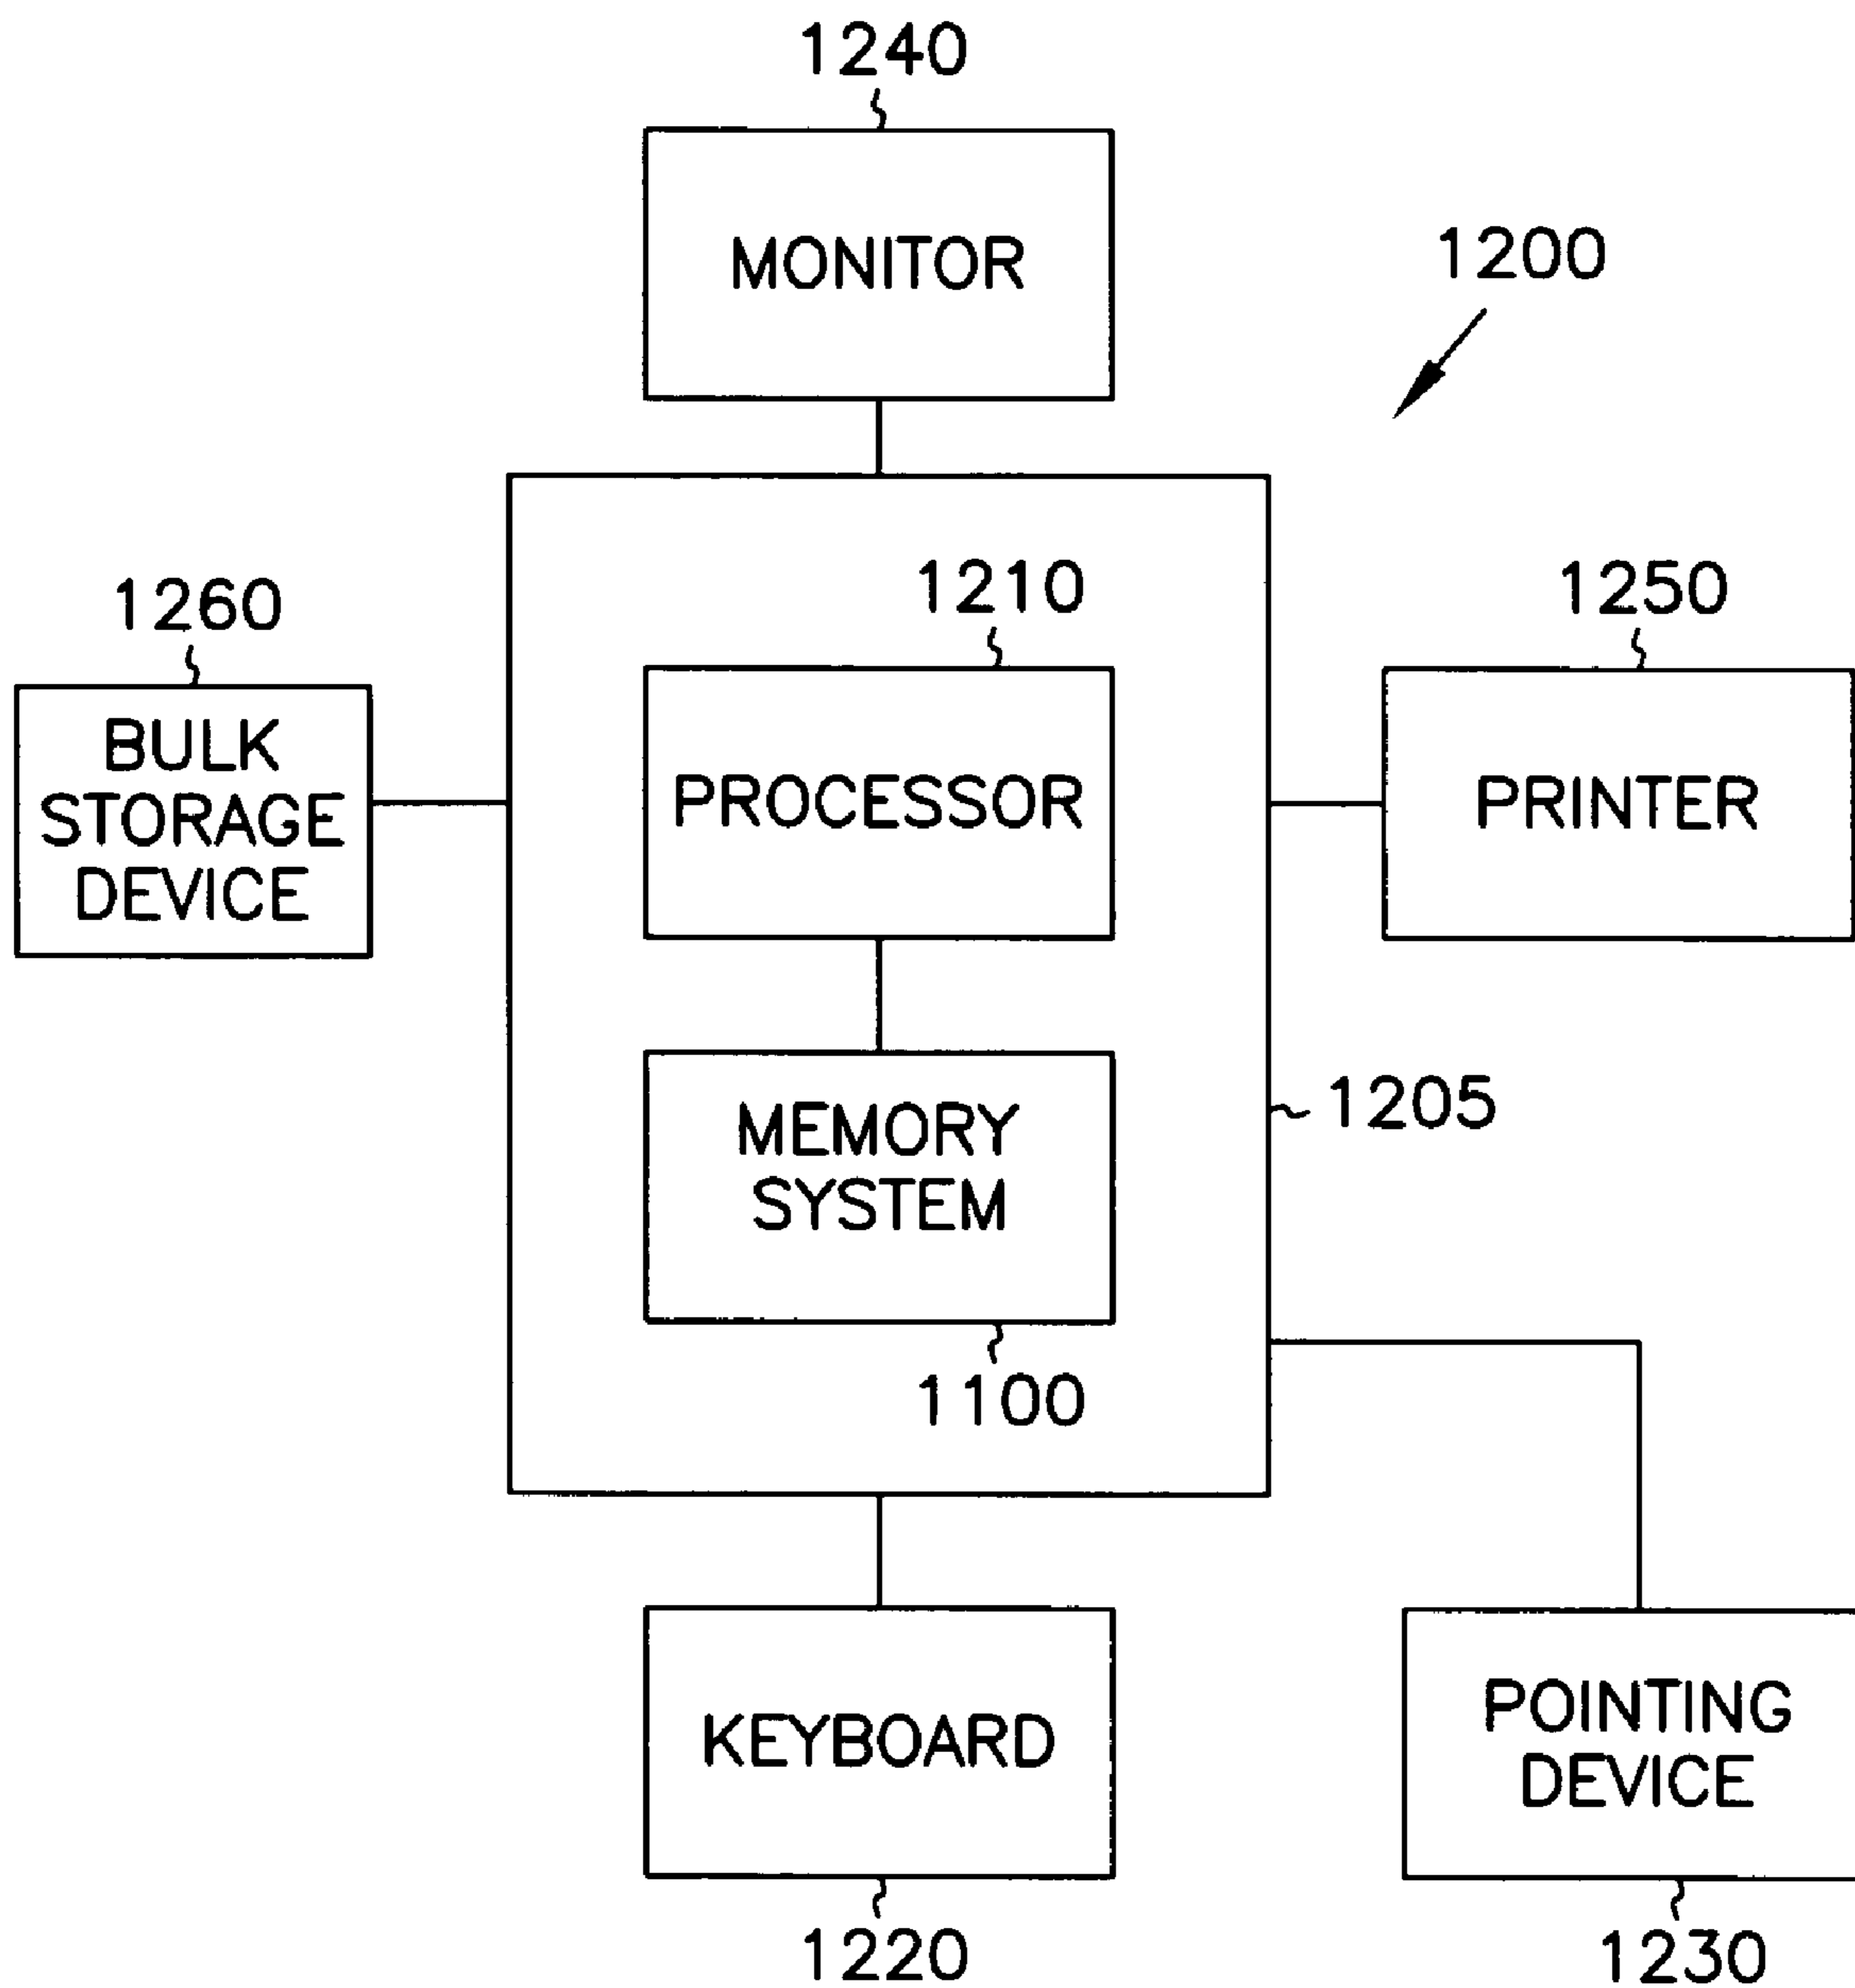 1240
MONITOR
1200
1260
1210
1250
BULK
STORAGE
DEVICE
PROCESSOR
PRINTER
MEMORY
SYSTEM
1205
1100
KEYBOARD
POINTING
DEVICE
1220
1230